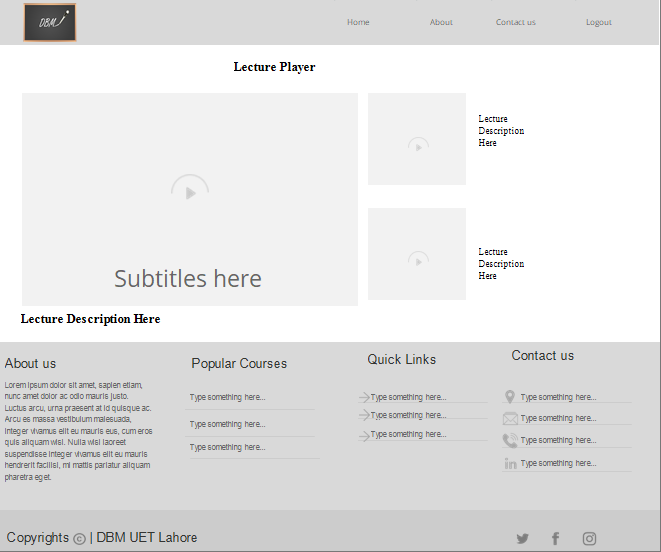 DBM
Home About Contact us Logout
Lecture Player
Lecture
Description
Here
Subtitles here
Lecture
Description
Here
Lecture Description Here
About us
Lorem ipsum dolor sit amet, sapien etiam,
nunc amet dolor ac odio mauris justo.
Luctus arcu, urna praesent at id quisque ac.
Arcu es massa vestibulum malesuada,
integer vivamus elit eu mauris eus, cum eros
quis aliquam wisi. Nulla wisi laoreet
suspendisse integer vivamus elit eu mauris
hendrerit facilisi, mi mattis pariatur aliquam
pharetra eget.
Popular Courses
Type something here...
Type something here...
Type something here...
Quick Links
Type something here...
Type something here...
Type something here...
Contact us
Type something here...
Type something here...
Type something here...
Type something here...
Copyrights © | DBM UET Lahore